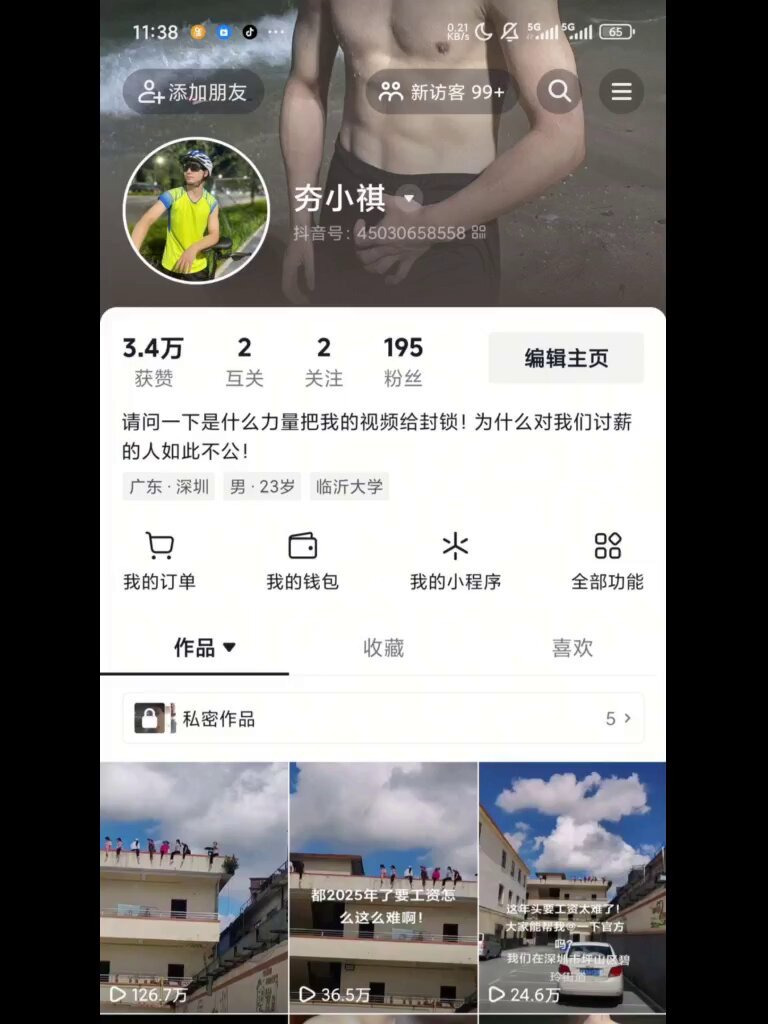 11:38
0.21 KB/s 5G 5G 65
添加朋友
新访客 99+
夯小祺
抖音号：45030658558
3.4万 2 2 195
获赞 互关 关注 粉丝
编辑主页
请问一下是什么力量把我的视频给封锁！为什么对我们讨薪
的人如此不公！
广东·深圳 男·23岁 临沂大学
我的订单 我的钱包 我的小程序 全部功能
作品 收藏 喜欢
私密作品 5
都2025年了要工资怎
么这么难啊！
这年头要工资太难了！
大家能帮我@一下官方
吗？
我们在深圳市坪山区碧
玲街道
126.7万 36.5万 24.6万